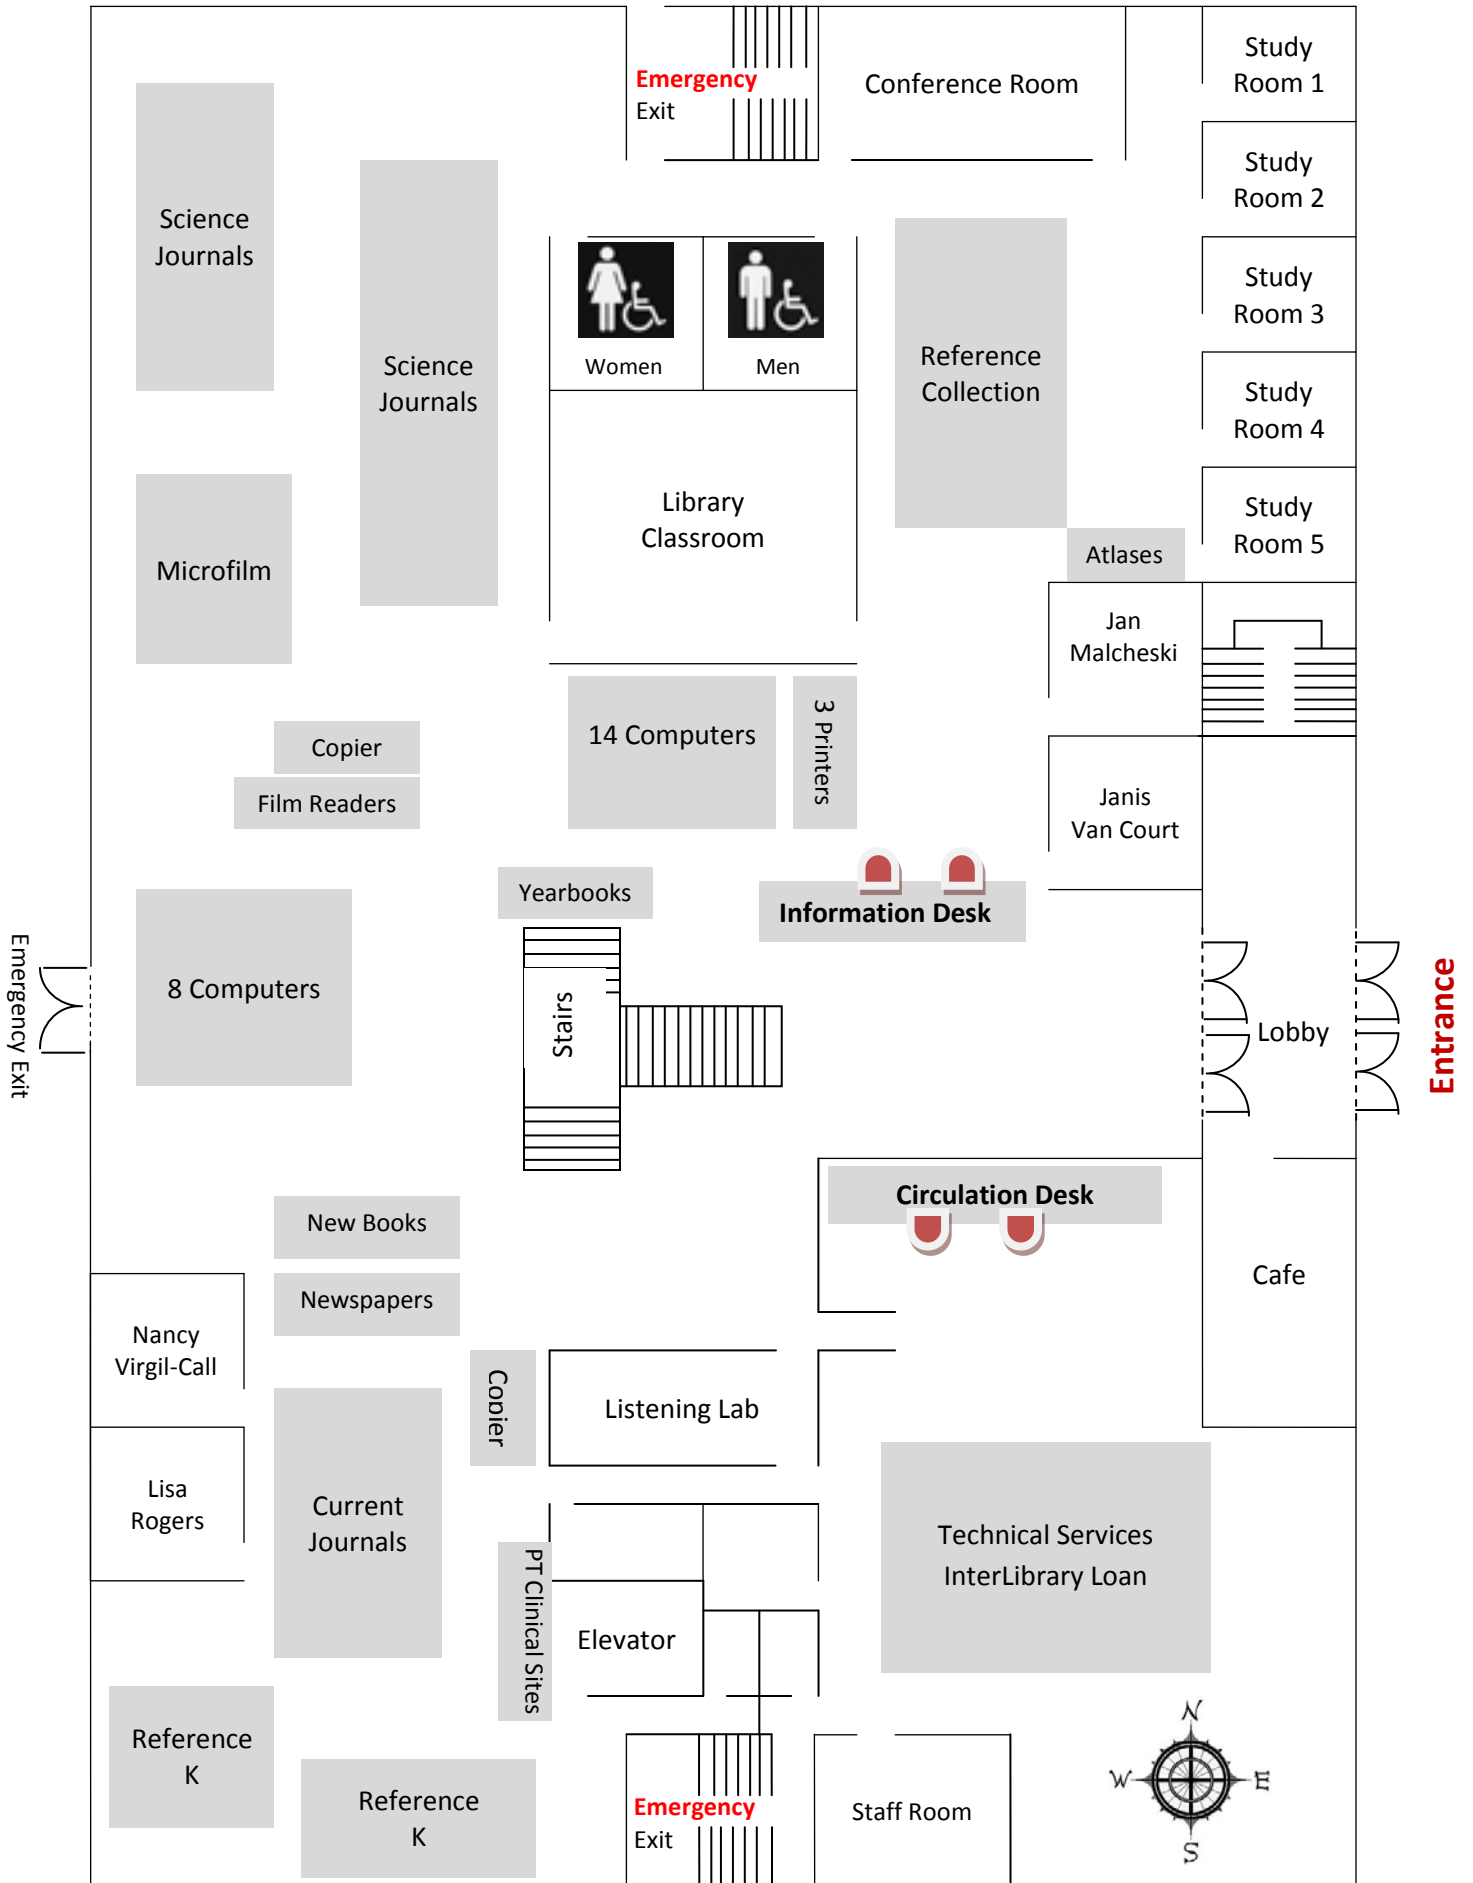 Emergency
Exit
Conference Room
Study
Room 1
Study
Room 2
Study
Room 3
Study
Room 4
Study
Room 5
Science
Journals
Science
Journals
Women
Men
Reference
Collection
Library
Classroom
Microfilm
Atlases
Jan
Malcheski
Copier
Film Readers
14 Computers
3 Printers
Janis
Van Court
Yearbooks
Information Desk
Emergency Exit
8 Computers
Stairs
Lobby
Entrance
Circulation Desk
New Books
Newspapers
Cafe
Nancy
Virgil-Call
Copier
Listening Lab
Lisa
Rogers
Current
Journals
PT Clinical Sites
Technical Services
InterLibrary Loan
Elevator
Reference
K
Reference
K
Emergency
Exit
Staff Room
N
W
E
S